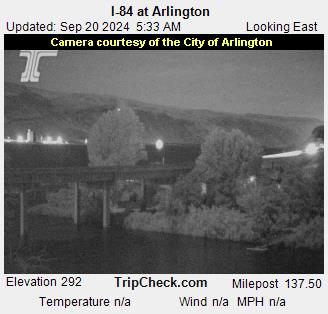 I-84 at Arlington
Updated: Sep 20 2024 5:33 AM Looking East
Camera courtesy of the City of Arlington
Elevation 292 TripCheck.com Milepost 137.50
Temperature n/a Wind n/a MPH n/a